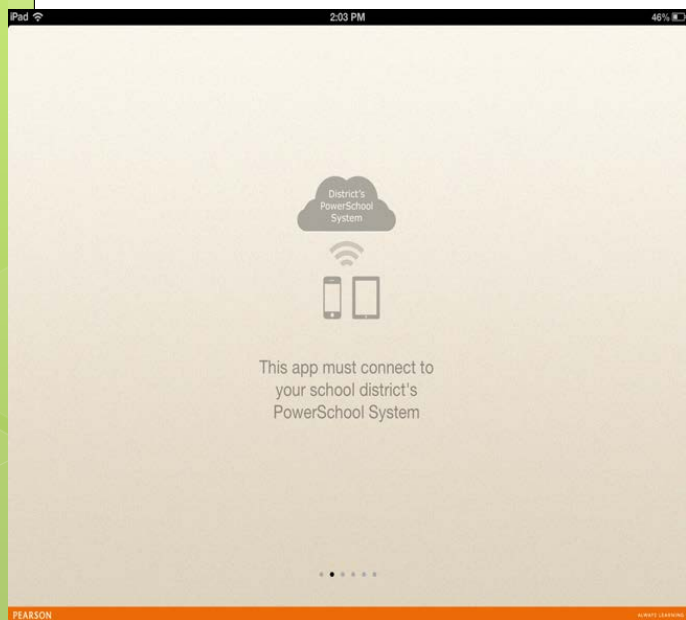 iPad 2:03 PM 46%
District's
PowerSchool
System
This app must connect to
your school district's
PowerSchool System
PEARSON ALWAYS LEARNING